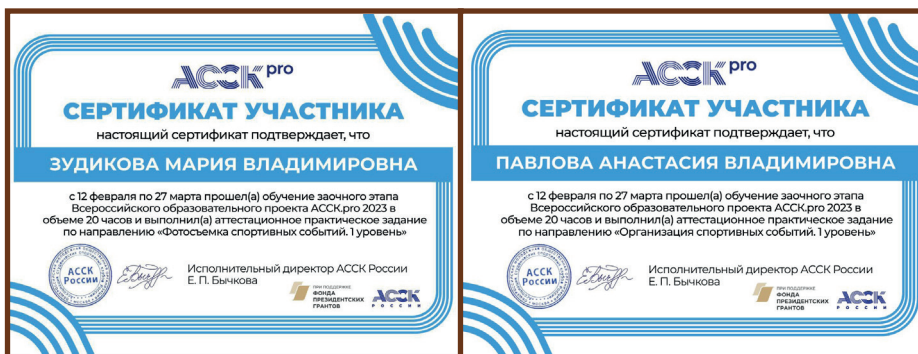 АССК pro
СЕРТИФИКАТ УЧАСТНИКА
настоящий сертификат подтверждает, что
ЗУДИКОВА МАРИЯ ВЛАДИМИРОВНА
с 12 февраля по 27 марта прошел(а) обучение заочного этапа
Всероссийского образовательного проекта АССК.pro 2023 в
объеме 20 часов и выполнил(а) аттестационное практическое задание
по направлению «Фотосъемка спортивных событий. 1 уровень»
АССК
России
Исполнительный директор АССК России
Е. П. Бычкова
ПРИ ПОДДЕРЖКЕ
ФОНДА
ПРЕЗИДЕНТСКИХ
ГРАНТОВ
АССК
РОССИИ
АССК pro
СЕРТИФИКАТ УЧАСТНИКА
настоящий сертификат подтверждает, что
ПАВЛОВА АНАСТАСИЯ ВЛАДИМИРОВНА
с 12 февраля по 27 марта прошел(а) обучение заочного этапа
Всероссийского образовательного проекта АССК.pro 2023 в
объеме 20 часов и выполнил(а) аттестационное практическое задание
по направлению «Организация спортивных событий. 1 уровень»
АССК
России
Исполнительный директор АССК России
Е. П. Бычкова
ПРИ ПОДДЕРЖКЕ
ФОНДА
ПРЕЗИДЕНТСКИХ
ГРАНТОВ
АССК
РОССИИ